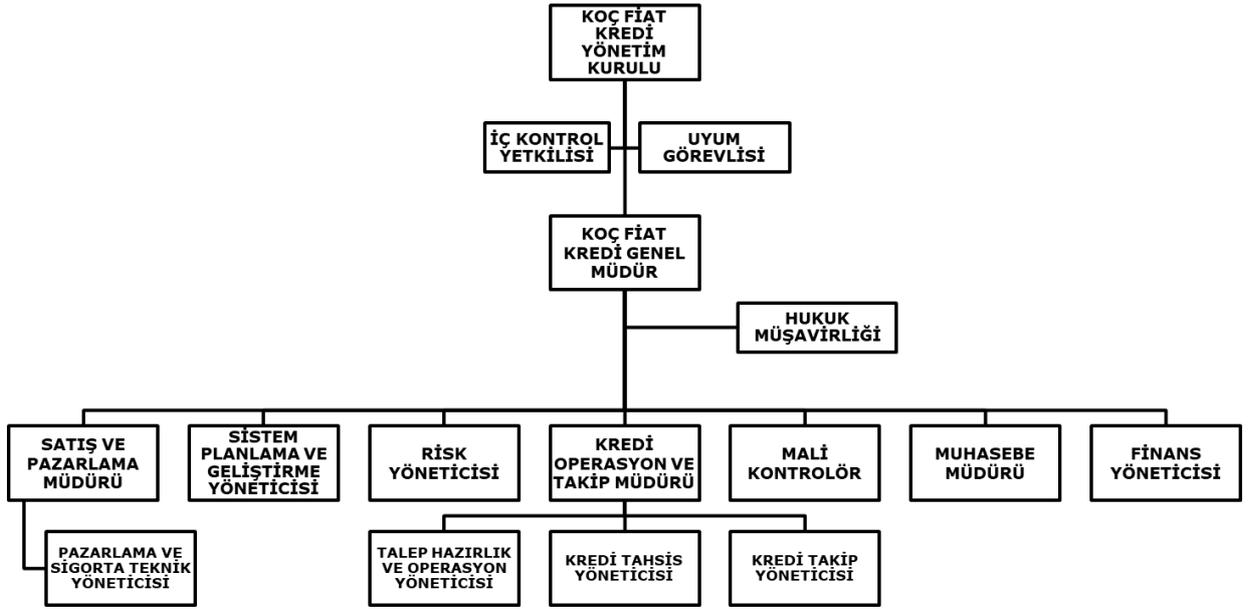 KOÇ FİAT
KREDİ
YÖNETİM
KURULU
İÇ KONTROL
YETKİLİSİ
UYUM
GÖREVLİSİ
KOÇ FİAT
KREDİ GENEL
MÜDÜR
HUKUK
MÜŞAVİRLİĞİ
SATIŞ VE
PAZARLAMA
MÜDÜRÜ
SİSTEM
PLANLAMA VE
GELİŞTİRME
YÖNETİCİSİ
RİSK
YÖNETİCİSİ
KREDİ
OPERASYON VE
TAKİP MÜDÜRÜ
MALİ
KONTROLÖR
MUHASEBE
MÜDÜRÜ
FİNANS
YÖNETİCİSİ
PAZARLAMA VE
SİGORTA TEKNİK
YÖNETİCİSİ
TALEP HAZIRLIK
VE OPERASYON
YÖNETİCİSİ
KREDİ TAHSİS
YÖNETİCİSİ
KREDİ TAKİP
YÖNETİCİSİ